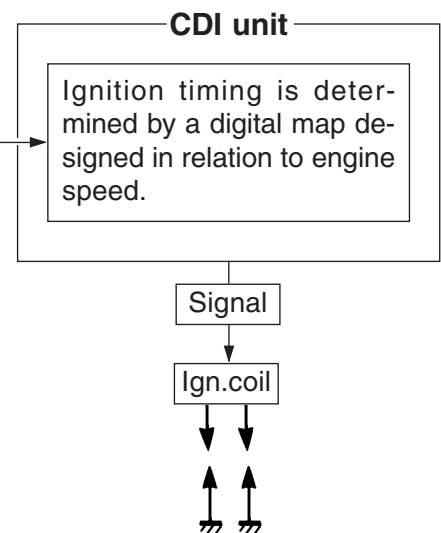 CDI unit
Ignition timing is deter-
mined by a digital map de-
signed in relation to engine
speed.
Signal
Ign.coil